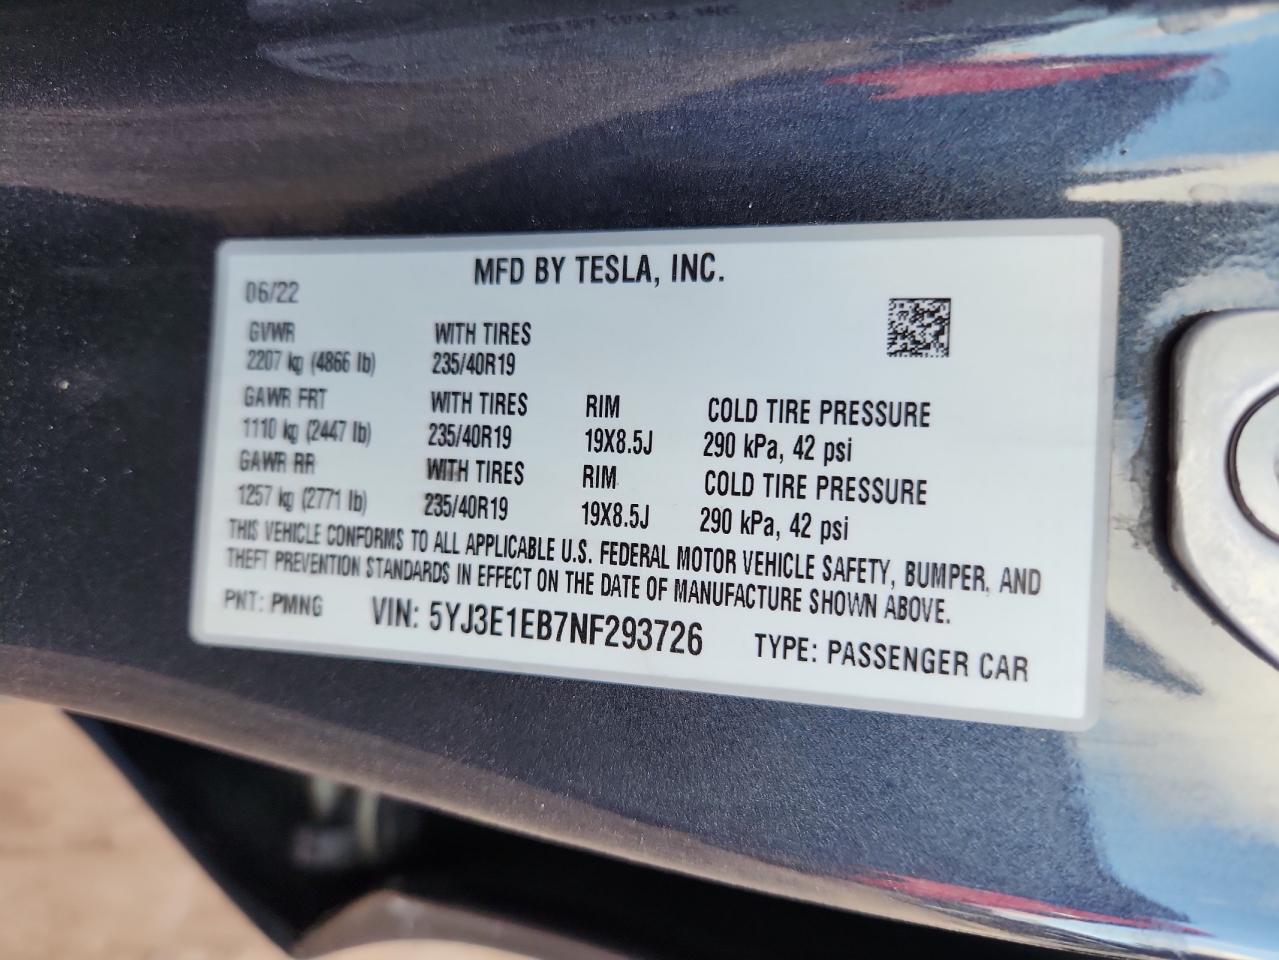 MFD BY TESLA, INC.
06/22
GVWR WITH TIRES
2207 kg (4866 lb) 235/40R19
GAWR FRT WITH TIRES RIM COLD TIRE PRESSURE
1110 kg (2447 lb) 235/40R19 19X8.5J 290 kPa, 42 psi
GAWR RR WITH TIRES RIM COLD TIRE PRESSURE
1257 kg (2771 lb) 235/40R19 19X8.5J 290 kPa, 42 psi
THIS VEHICLE CONFORMS TO ALL APPLICABLE U.S. FEDERAL MOTOR VEHICLE SAFETY, BUMPER, AND
THEFT PREVENTION STANDARDS IN EFFECT ON THE DATE OF MANUFACTURE SHOWN ABOVE.
PNT: PMNG VIN: 5YJ3E1EB7NF293726 TYPE: PASSENGER CAR